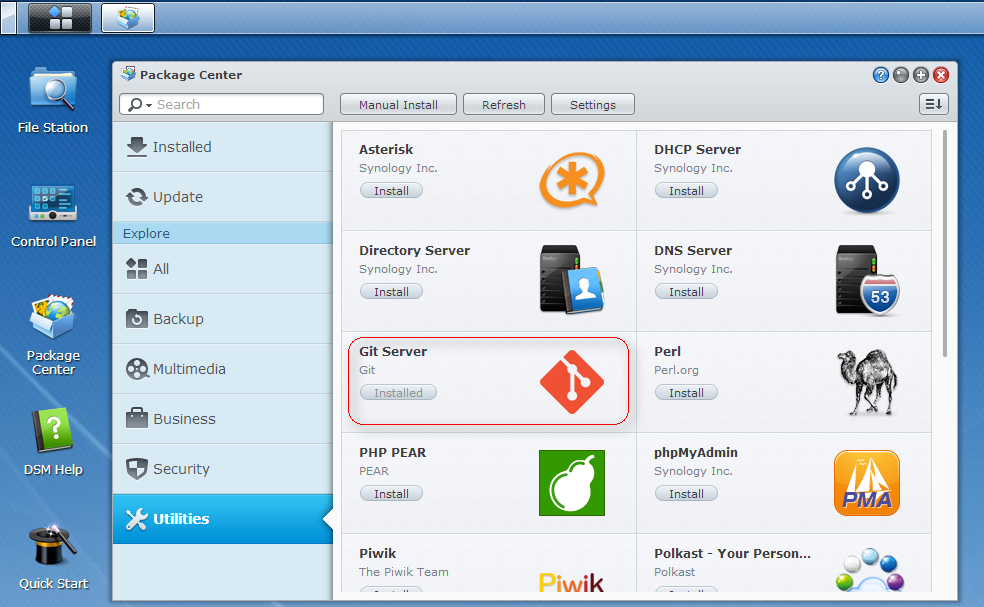 Package Center
Search
Manual Install
Refresh
Settings
File Station
Control Panel
Package
Center
DSM Help
Quick Start
Installed
Update
Explore
All
Backup
Multimedia
Business
Security
Utilities
Asterisk
Synology Inc.
Install
DHCP Server
Synology Inc.
Install
Directory Server
Synology Inc.
Install
DNS Server
Synology Inc.
Install
53
Git Server
Git
Installed
Perl
Perl.org
Install
PHP PEAR
PEAR
Install
phpMyAdmin
Synology Inc.
Install
PMA
Piwik
The Piwik Team
Piwik
Polkast - Your Person...
Polkast